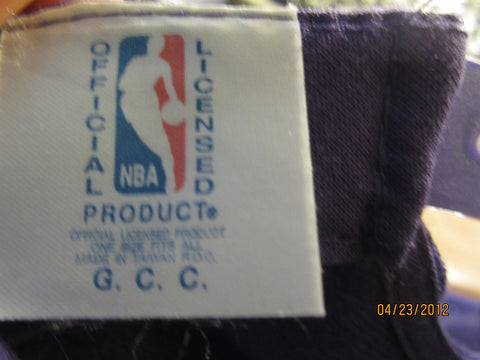 OFFICIAL
LICENSED
NBA
PRODUCT®
OFFICIAL LICENSED PRODUCT
ONE SIZE FITS ALL
MADE IN TAIWAN R.O.C.
G. C. C.
04/23/2012